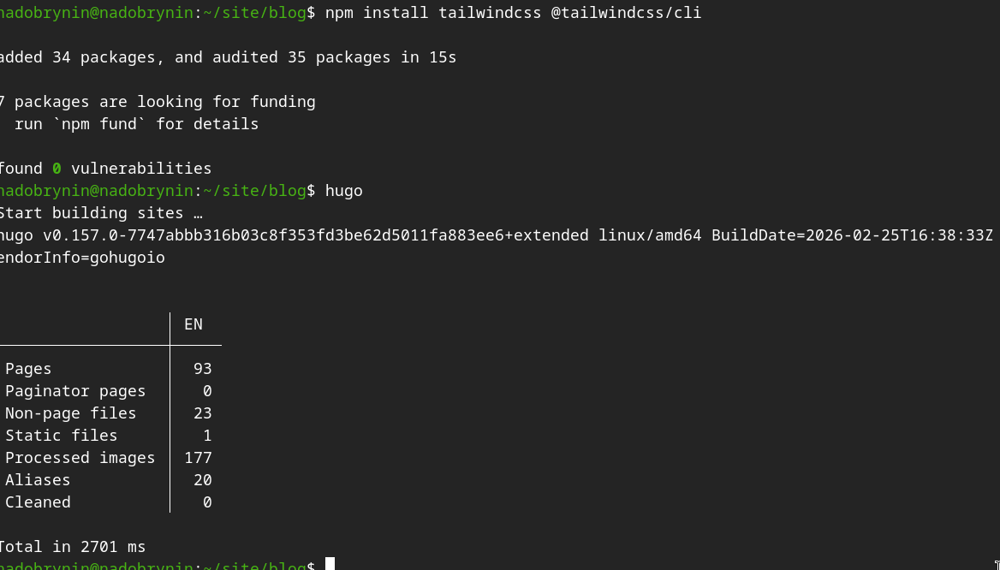 nadobrynin@nadobrynin:~/site/blog$ npm install tailwindcss @tailwindcss/cli
added 34 packages, and audited 35 packages in 15s
7 packages are looking for funding
run `npm fund` for details
found 0 vulnerabilities
nadobrynin@nadobrynin:~/site/blog$ hugo
Start building sites …
hugo v0.157.0-7747abbb316b03c8f353fd3be62d5011fa883ee6+extended linux/amd64 BuildDate=2026-02-25T16:38:33Z
endorInfo=gohugoio
EN
Pages 93
Paginator pages 0
Non-page files 23
Static files 1
Processed images 177
Aliases 20
Cleaned 0
Total in 2701 ms
nadobrynin@nadobrynin:~/site/blog$